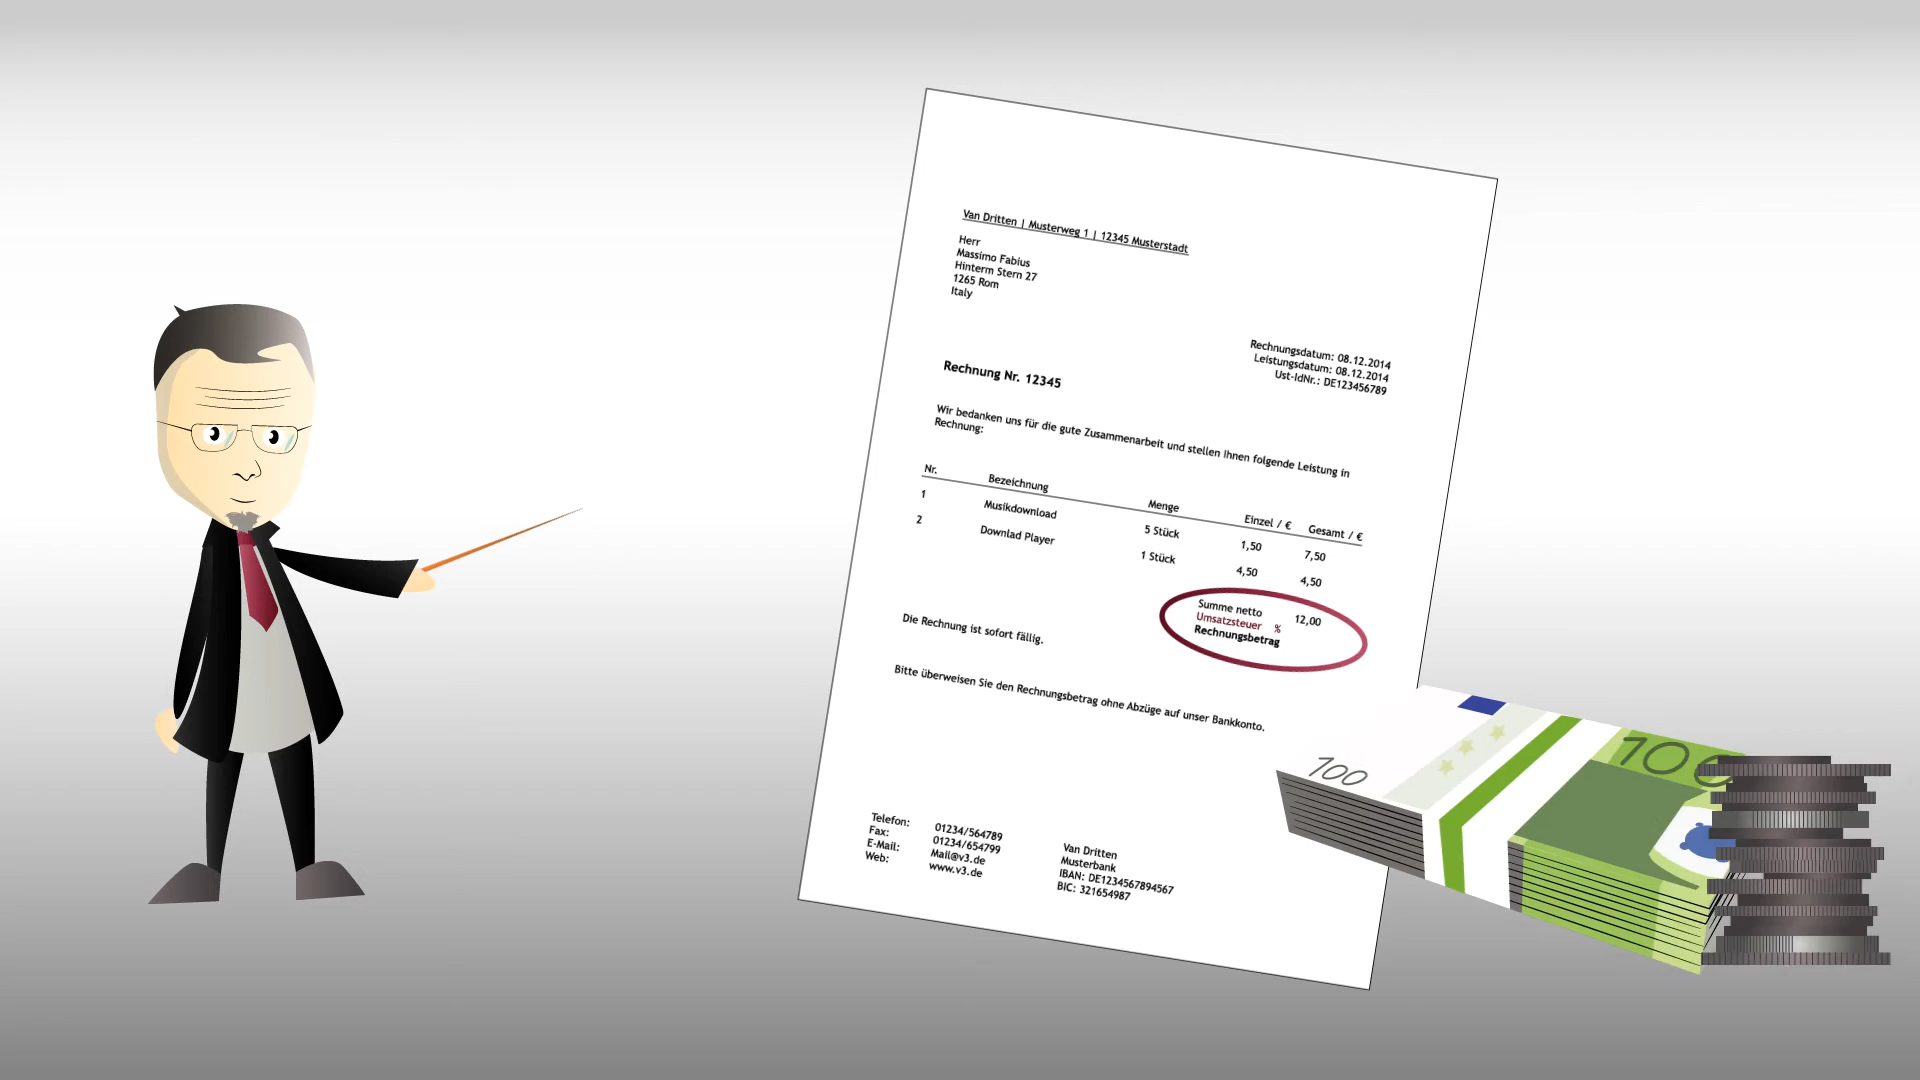 Van Dritten | Musterweg 1 | 12345 Musterstadt
Herr
Massimo Fabius
Hinterm Stern 27
1265 Rom
Italy
Rechnungsdatum: 08.12.2014
Leistungsdatum: 08.12.2014
Ust-IdNr.: DE123456789
Rechnung Nr. 12345
Wir bedanken uns für die gute Zusammenarbeit und stellen Ihnen folgende Leistung in
Rechnung:
Nr. Bezeichnung Menge Einzel / € Gesamt / €
1 Musikdownload 5 Stück 1,50 7,50
2 Downlad Player 1 Stück 4,50 4,50
Summe netto 12,00
Umsatzsteuer %
Rechnungsbetrag
Die Rechnung ist sofort fällig.
Bitte überweisen Sie den Rechnungsbetrag ohne Abzüge auf unser Bankkonto.
Telefon: 01234/564789
Fax: 01234/654799
E-Mail: Mail@v3.de
Web: www.v3.de
Van Dritten
Musterbank
IBAN: DE1234567894567
BIC: 321654987
100
100